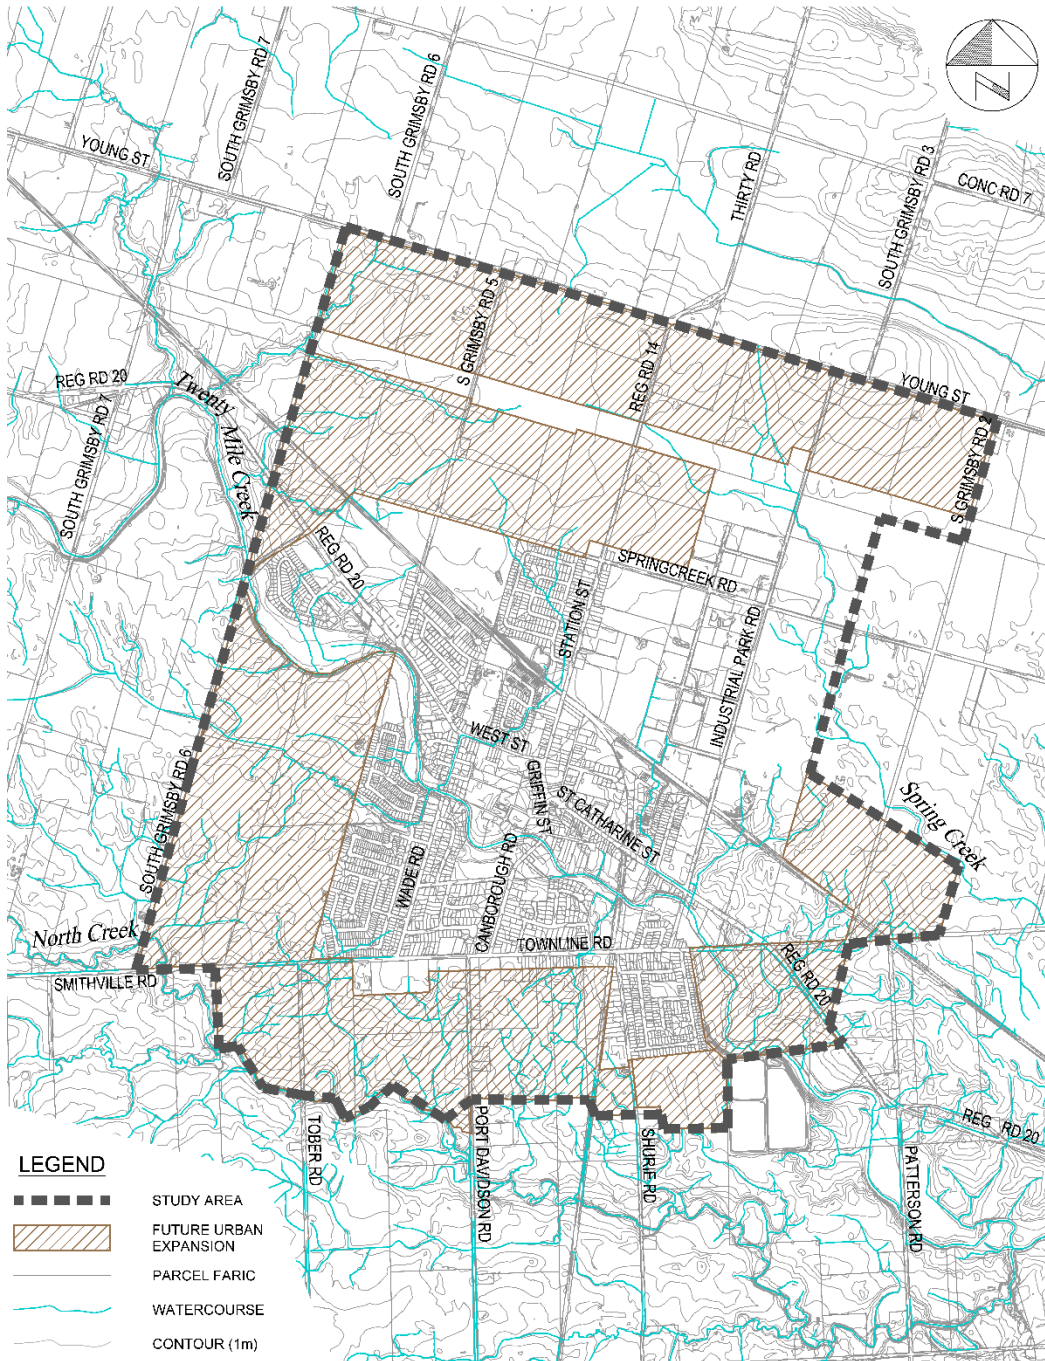 SOUTH GRIMSBY RD 7
SOUTH GRIMSBY RD 6
YOUNG ST
THIRTY RD
SOUTH GRIMSBY RD 3
CONC RD 7
N
S GRIMSBY RD 5
REG RD 14
REG RD 20
Twenty Mile Creek
SOUTH GRIMSBY RD 7
YOUNG ST
S GRIMSBY RD 2
REG RD 20
SPRINGCREEK RD
STATION ST
INDUSTRIAL PARK RD
WEST ST
GRIFFIN ST
ST CATHARINE ST
SOUTH GRIMSBY RD 6
WADE RD
CANBOROUGH RD
Spring Creek
North Creek
TOWNLINE RD
SMITHVILLE RD
REG RD 20
TOBER RD
PORT DAVIDSON RD
SHURIE RD
PATTERSON RD
REG RD 20
LEGEND
STUDY AREA
FUTURE URBAN
EXPANSION
PARCEL FARIC
WATERCOURSE
CONTOUR (1m)